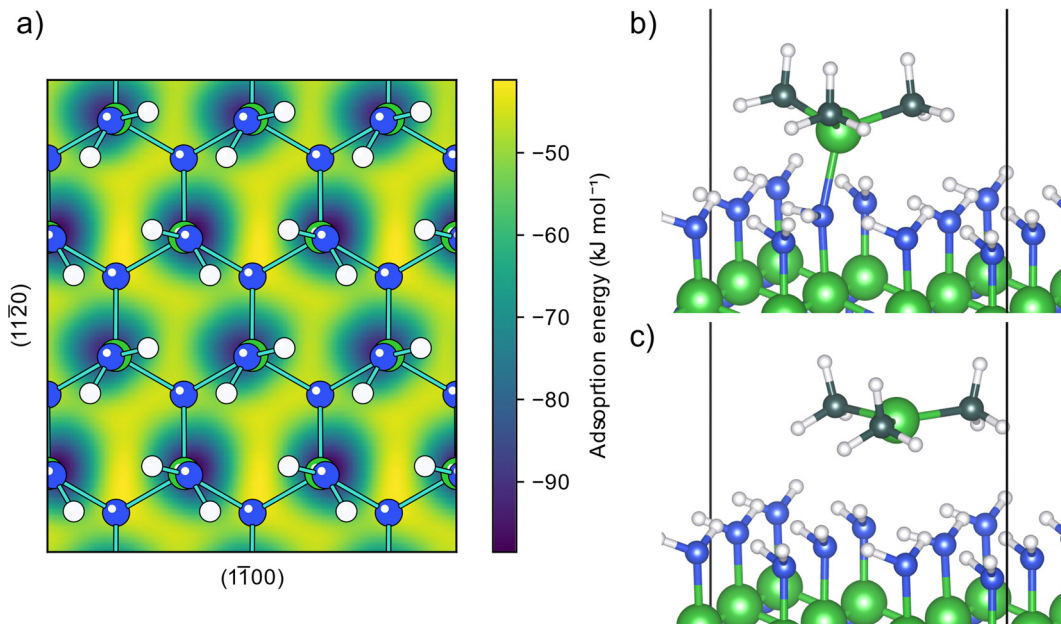 a)
b)
−50
−60
−70
−80
−90
Adsoprtion energy (kJ mol⁻¹)
(112̄0)
(11̄00)
c)